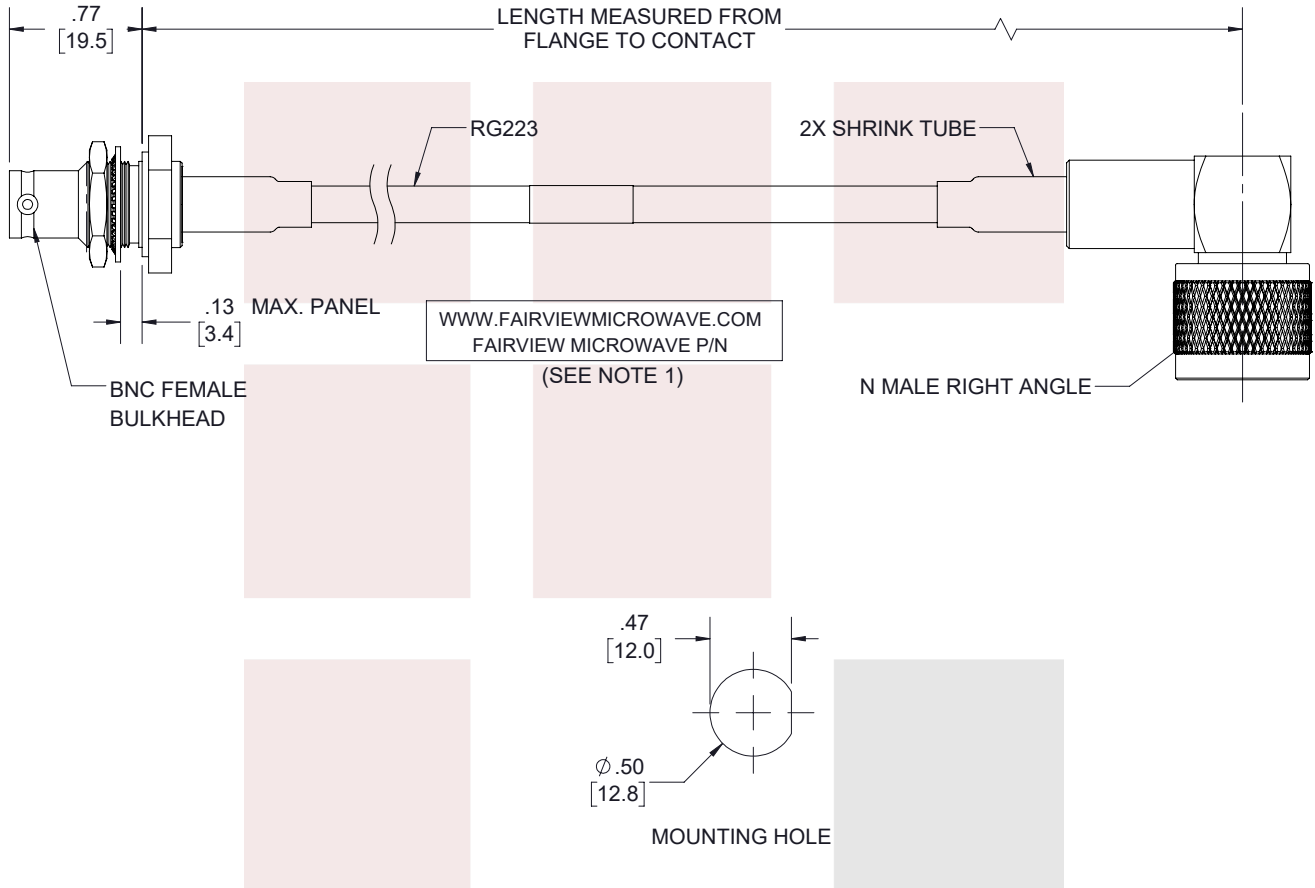 .77
[19.5]
LENGTH MEASURED FROM
FLANGE TO CONTACT
RG223
2X SHRINK TUBE
.13 MAX. PANEL
[3.4]
WWW.FAIRVIEWMICROWAVE.COM
FAIRVIEW MICROWAVE P/N
(SEE NOTE 1)
BNC FEMALE
BULKHEAD
N MALE RIGHT ANGLE
.47
[12.0]
∅.50
[12.8]
MOUNTING HOLE